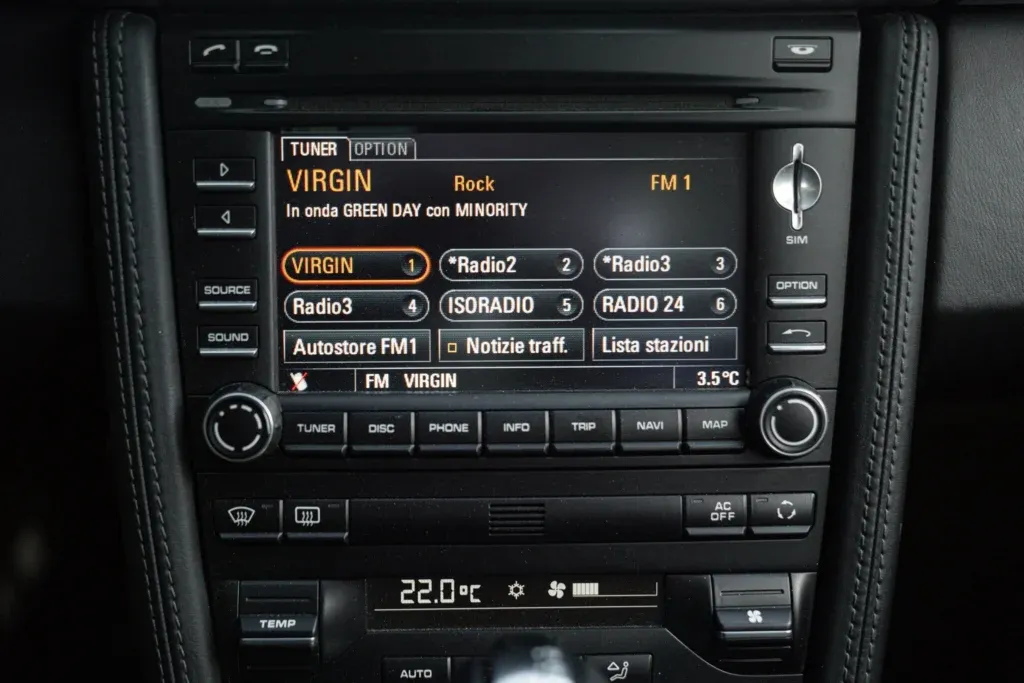 TUNER OPTION
VIRGIN Rock FM 1
In onda GREEN DAY con MINORITY
SIM
VIRGIN 1 *Radio2 2 *Radio3 3
SOURCE
OPTION
Radio3 4 ISORADIO 5 RADIO 24 6
SOUND
Autostore FM1 Notizie traff. Lista stazioni
FM VIRGIN 3.5°C
TUNER DISC PHONE INFO TRIP NAVI MAP
AC OFF
22.0°C
TEMP
AUTO